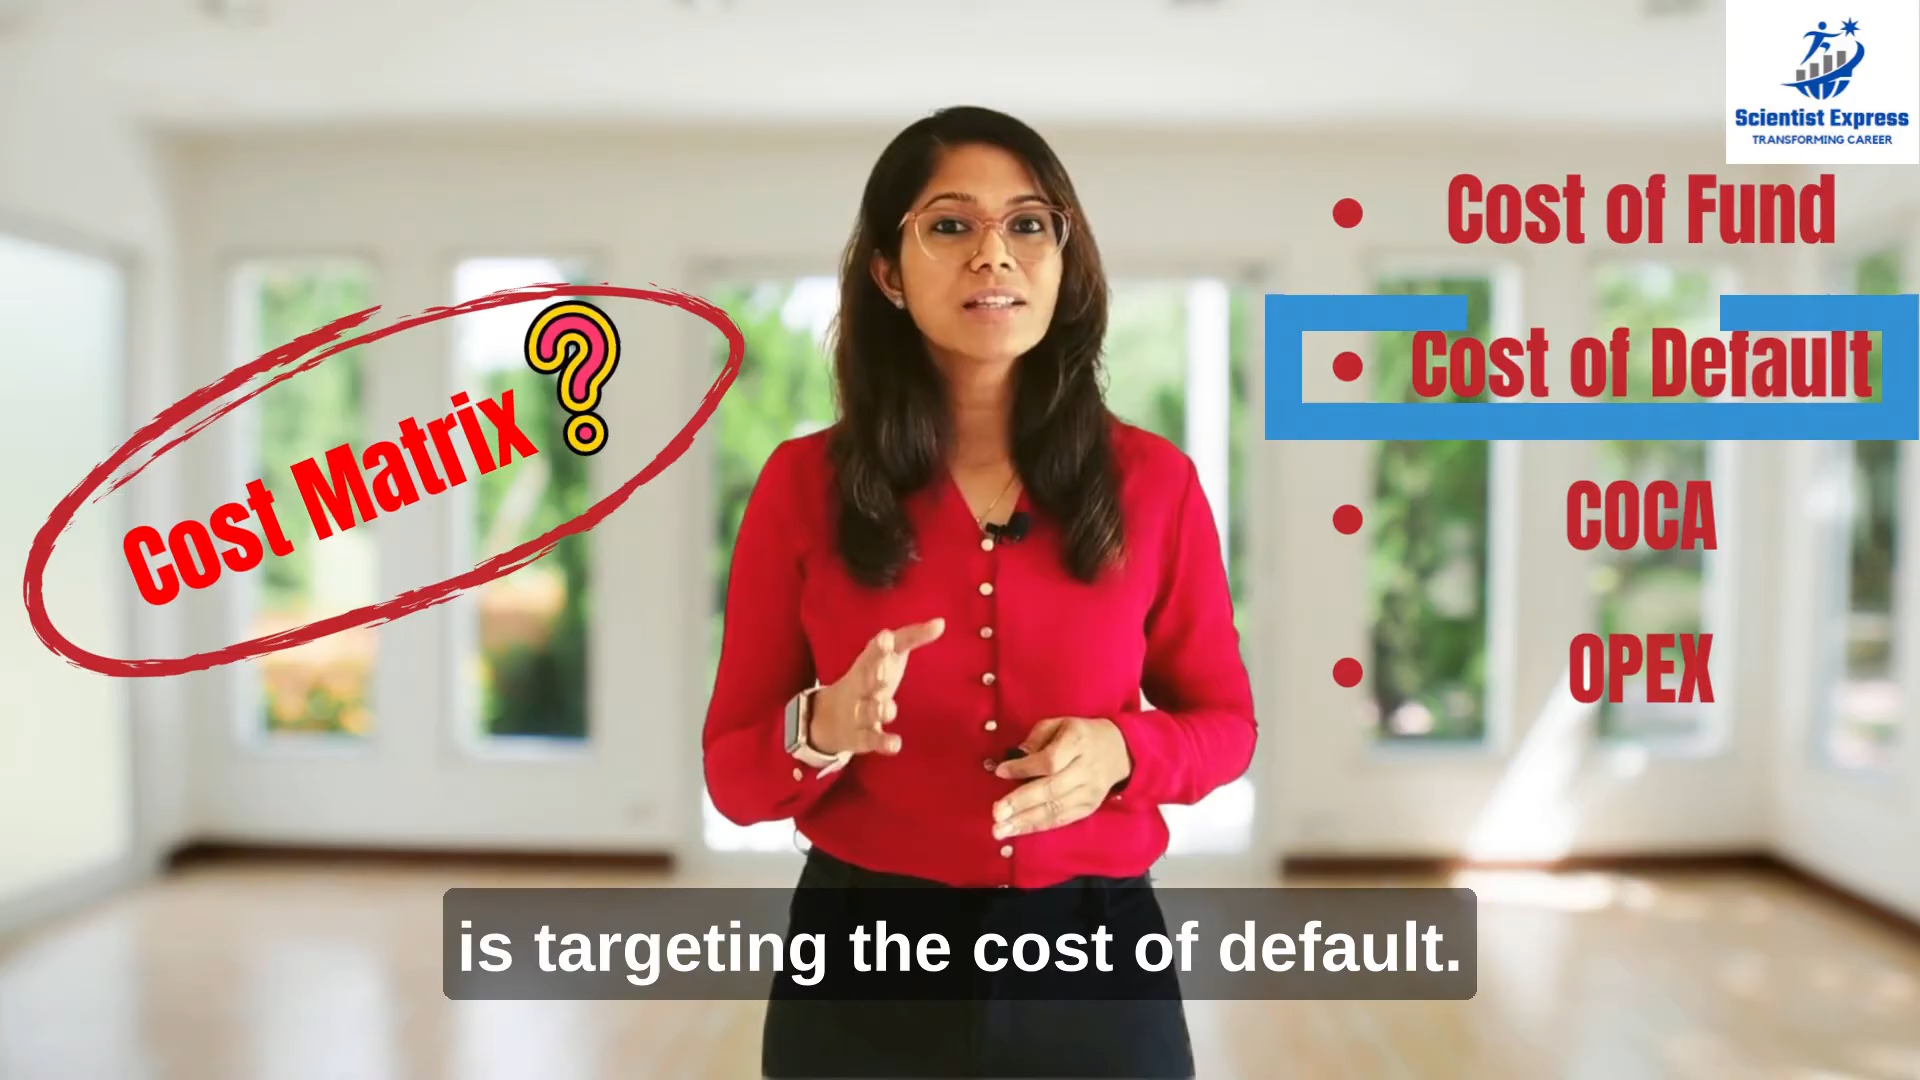 Scientist Express
TRANSFORMING CAREER
Cost of Fund
Cost of Default
COCA
OPEX
Cost Matrix
is targeting the cost of default.